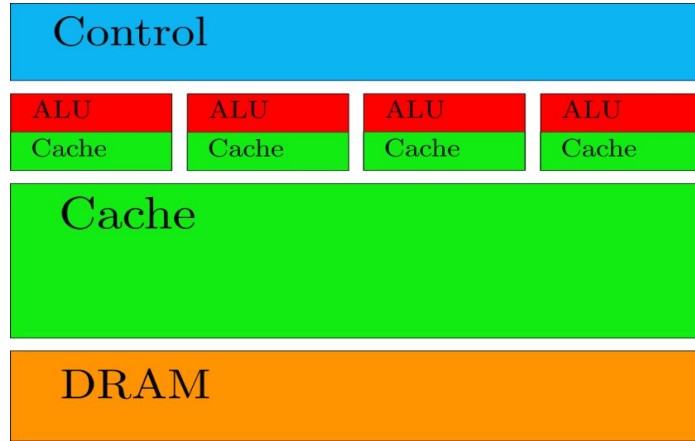 Control
ALU ALU ALU ALU
Cache Cache Cache Cache
Cache
DRAM